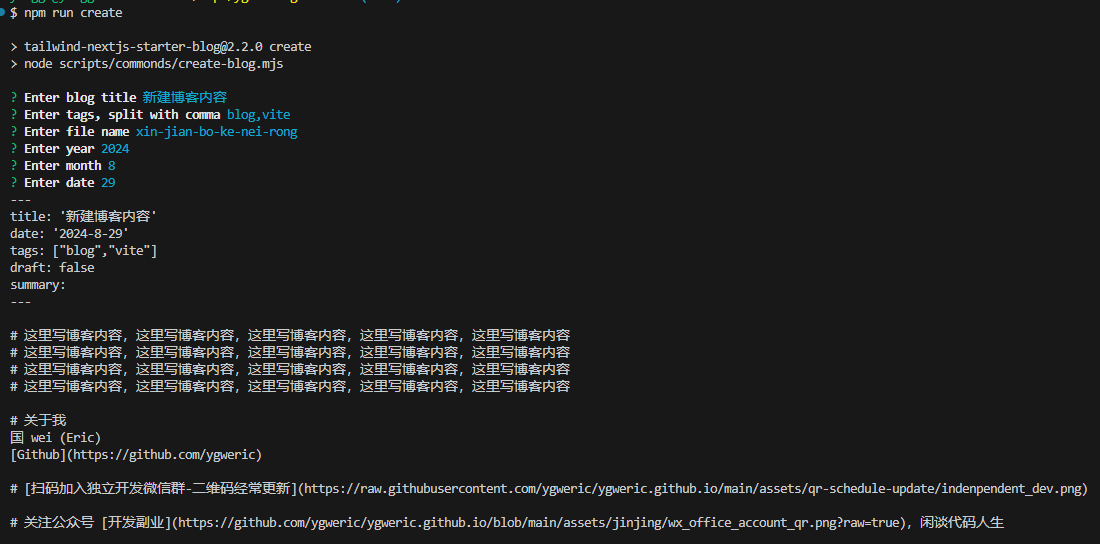 $ npm run create
> tailwind-nextjs-starter-blog@2.2.0 create
> node scripts/commonds/create-blog.mjs
? Enter blog title 新建博客内容
? Enter tags, split with comma blog,vite
? Enter file name xin-jian-bo-ke-nei-rong
? Enter year 2024
? Enter month 8
? Enter date 29
---
title: '新建博客内容'
date: '2024-8-29'
tags: ["blog","vite"]
draft: false
summary:
---
# 这里写博客内容，这里写博客内容，这里写博客内容，这里写博客内容，这里写博客内容
# 这里写博客内容，这里写博客内容，这里写博客内容，这里写博客内容，这里写博客内容
# 这里写博客内容，这里写博客内容，这里写博客内容，这里写博客内容，这里写博客内容
# 这里写博客内容，这里写博客内容，这里写博客内容，这里写博客内容，这里写博客内容
# 关于我
国 wei (Eric)
[Github](https://github.com/ygweric)
# [扫码加入独立开发微信群-二维码经常更新](https://raw.githubusercontent.com/ygweric/ygweric.github.io/main/assets/qr-schedule-update/indenpendent_dev.png)
# 关注公众号 [开发副业](https://github.com/ygweric/ygweric.github.io/blob/main/assets/jinjing/wx_office_account_qr.png?raw=true)，闲谈代码人生